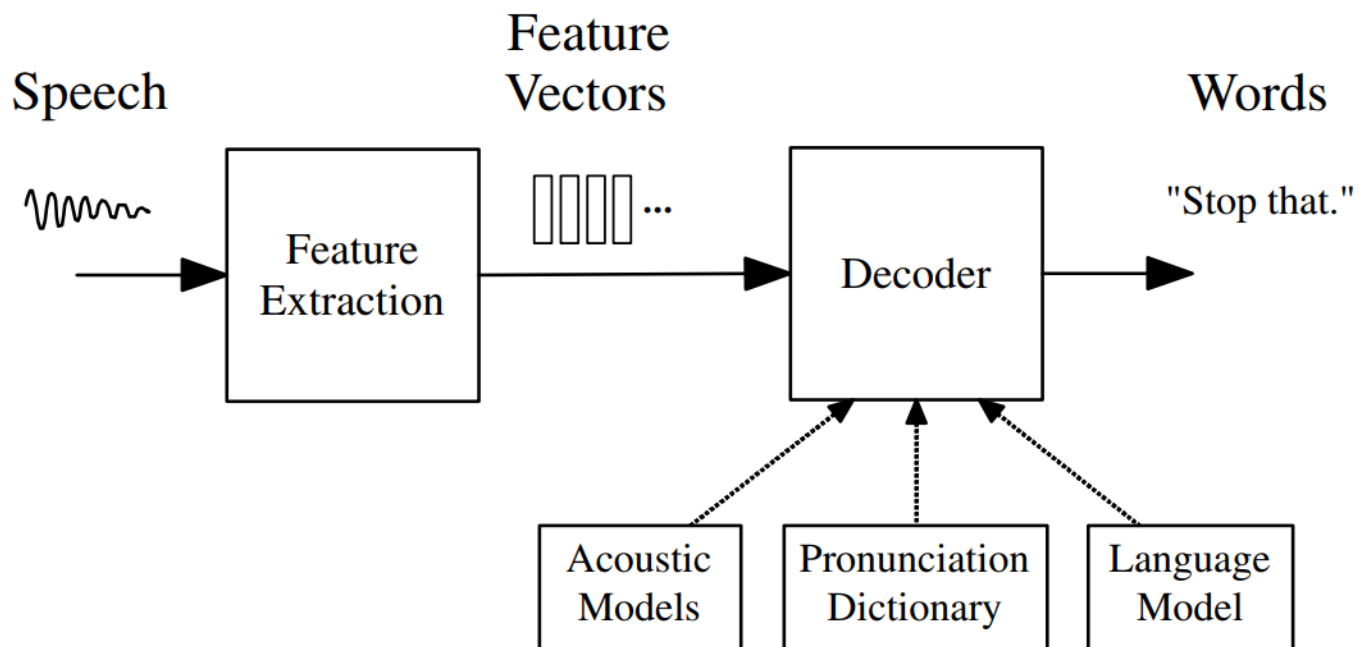 Speech
Feature
Vectors
Words
...
"Stop that."
Feature
Extraction
Decoder
Acoustic
Models
Pronunciation
Dictionary
Language
Model